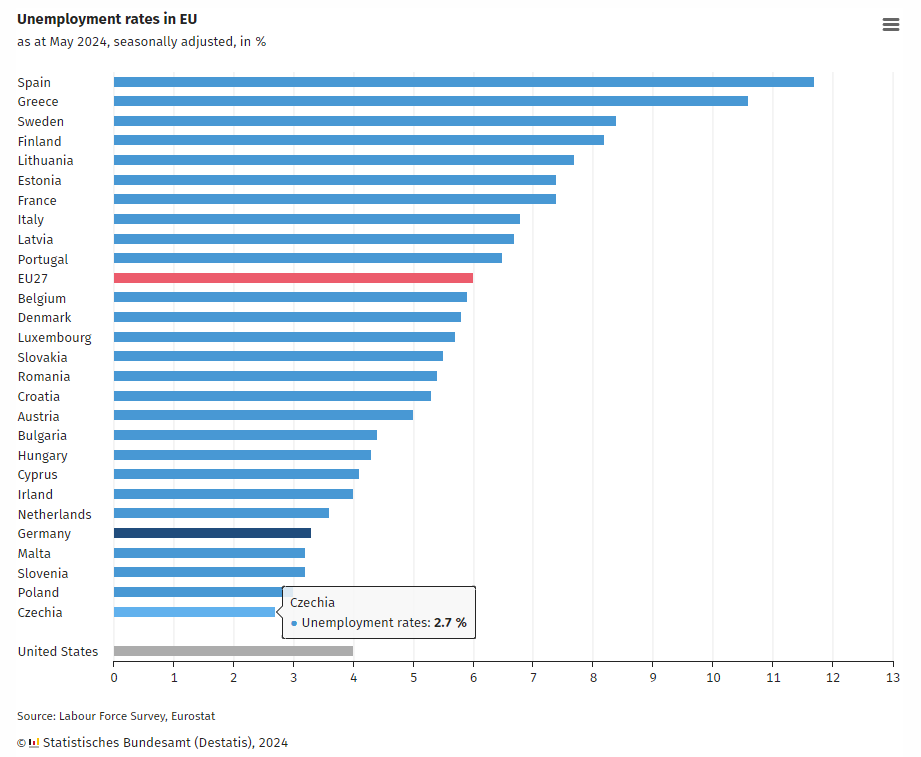 Unemployment rates in EU
as at May 2024, seasonally adjusted, in %
Spain
Greece
Sweden
Finland
Lithuania
Estonia
France
Italy
Latvia
Portugal
EU27
Belgium
Denmark
Luxembourg
Slovakia
Romania
Croatia
Austria
Bulgaria
Hungary
Cyprus
Irland
Netherlands
Germany
Malta
Slovenia
Poland
Czechia
Czechia
Unemployment rates: 2.7 %
United States
0 1 2 3 4 5 6 7 8 9 10 11 12 13
Source: Labour Force Survey, Eurostat
© Statistisches Bundesamt (Destatis), 2024